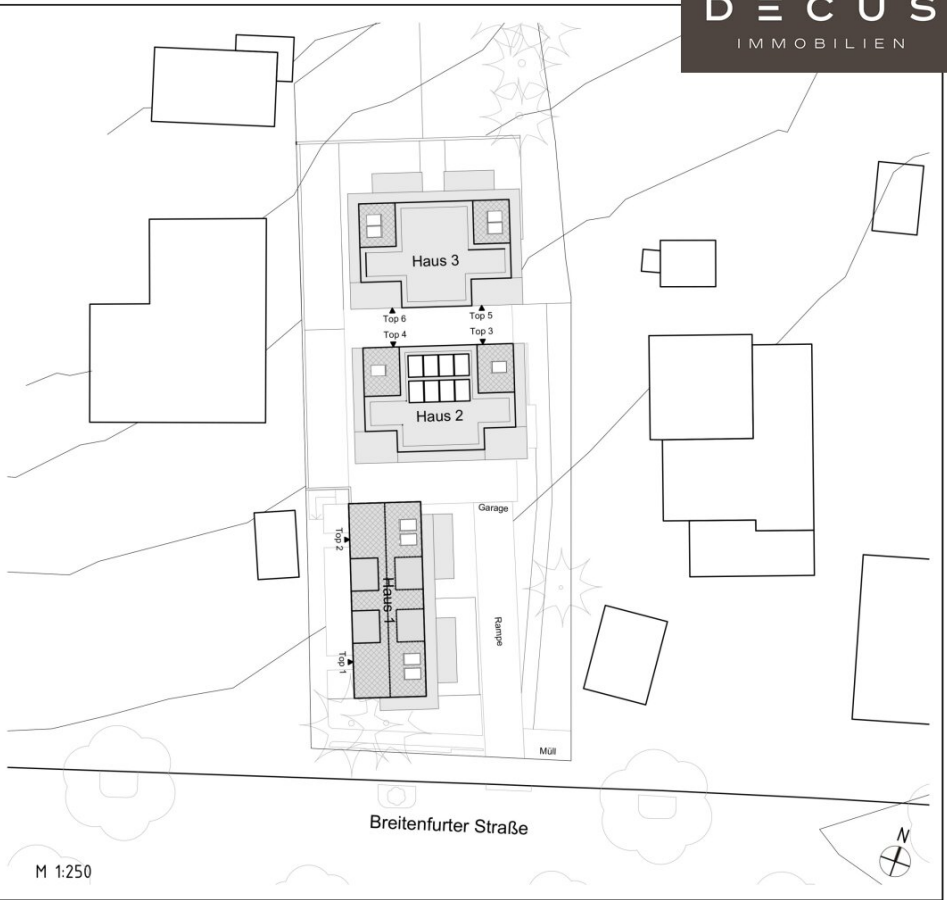 DECUS
IMMOBILIEN
Haus 3
Top 6
Top 5
Top 4
Top 3
Haus 2
Garage
Top 2
Haus 1
Rampe
Top 1
Müll
Breitenfurter Straße
N
M 1:250